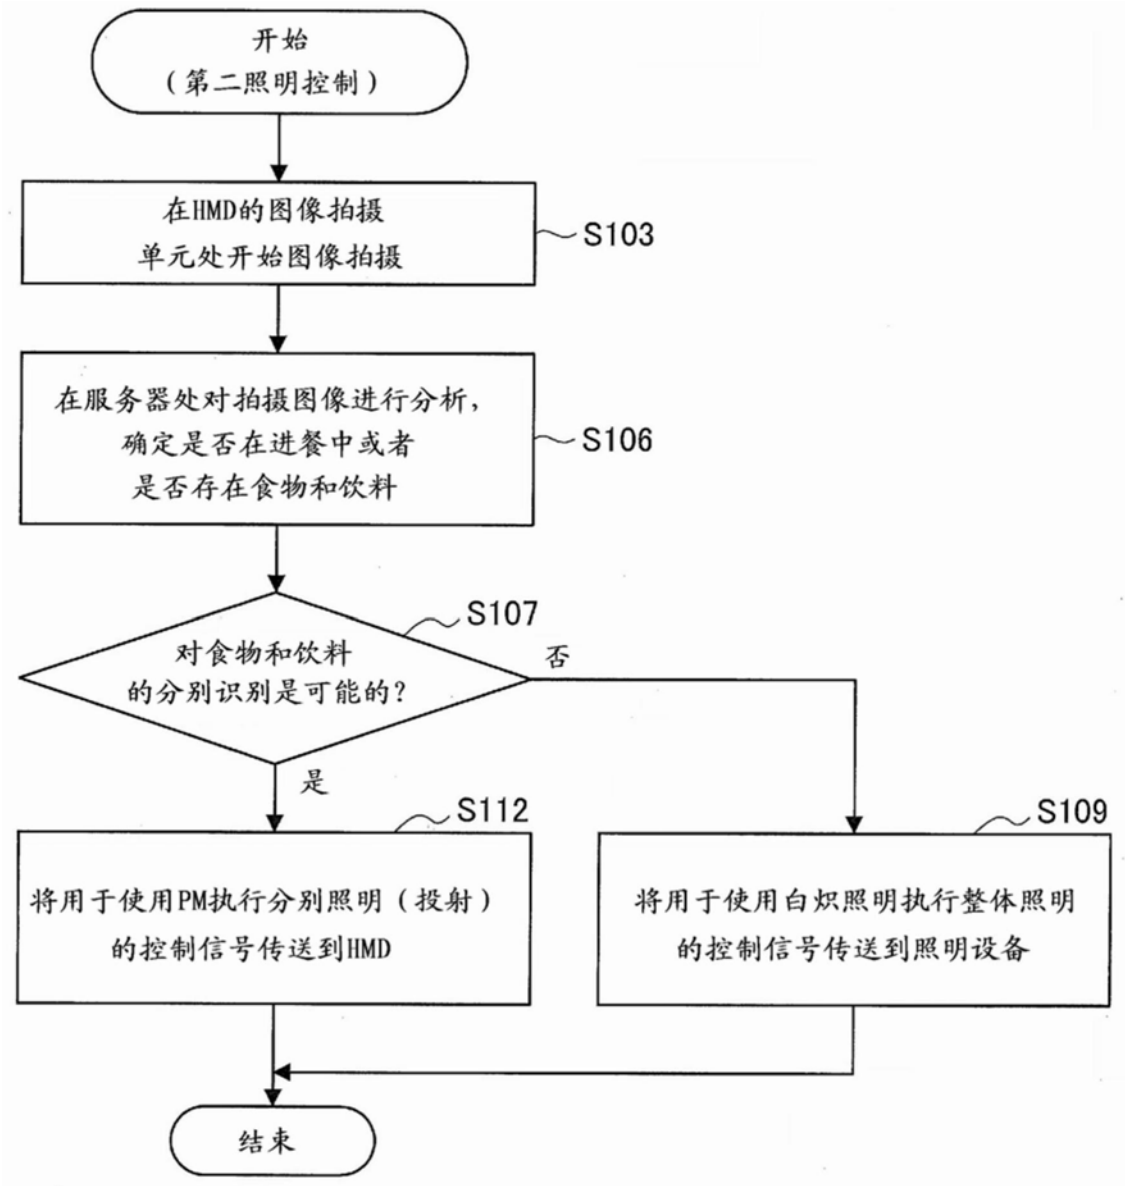 开始
（第二照明控制）
在HMD的图像拍摄
单元处开始图像拍摄
S103
在服务器处对拍摄图像进行分析，
确定是否在进餐中或者
是否存在食物和饮料
S106
S107
对食物和饮料
的分别识别是可能的？
否
是
S112
将用于使用PM执行分别照明（投射）
的控制信号传送到HMD
S109
将用于使用白炽照明执行整体照明
的控制信号传送到照明设备
结束